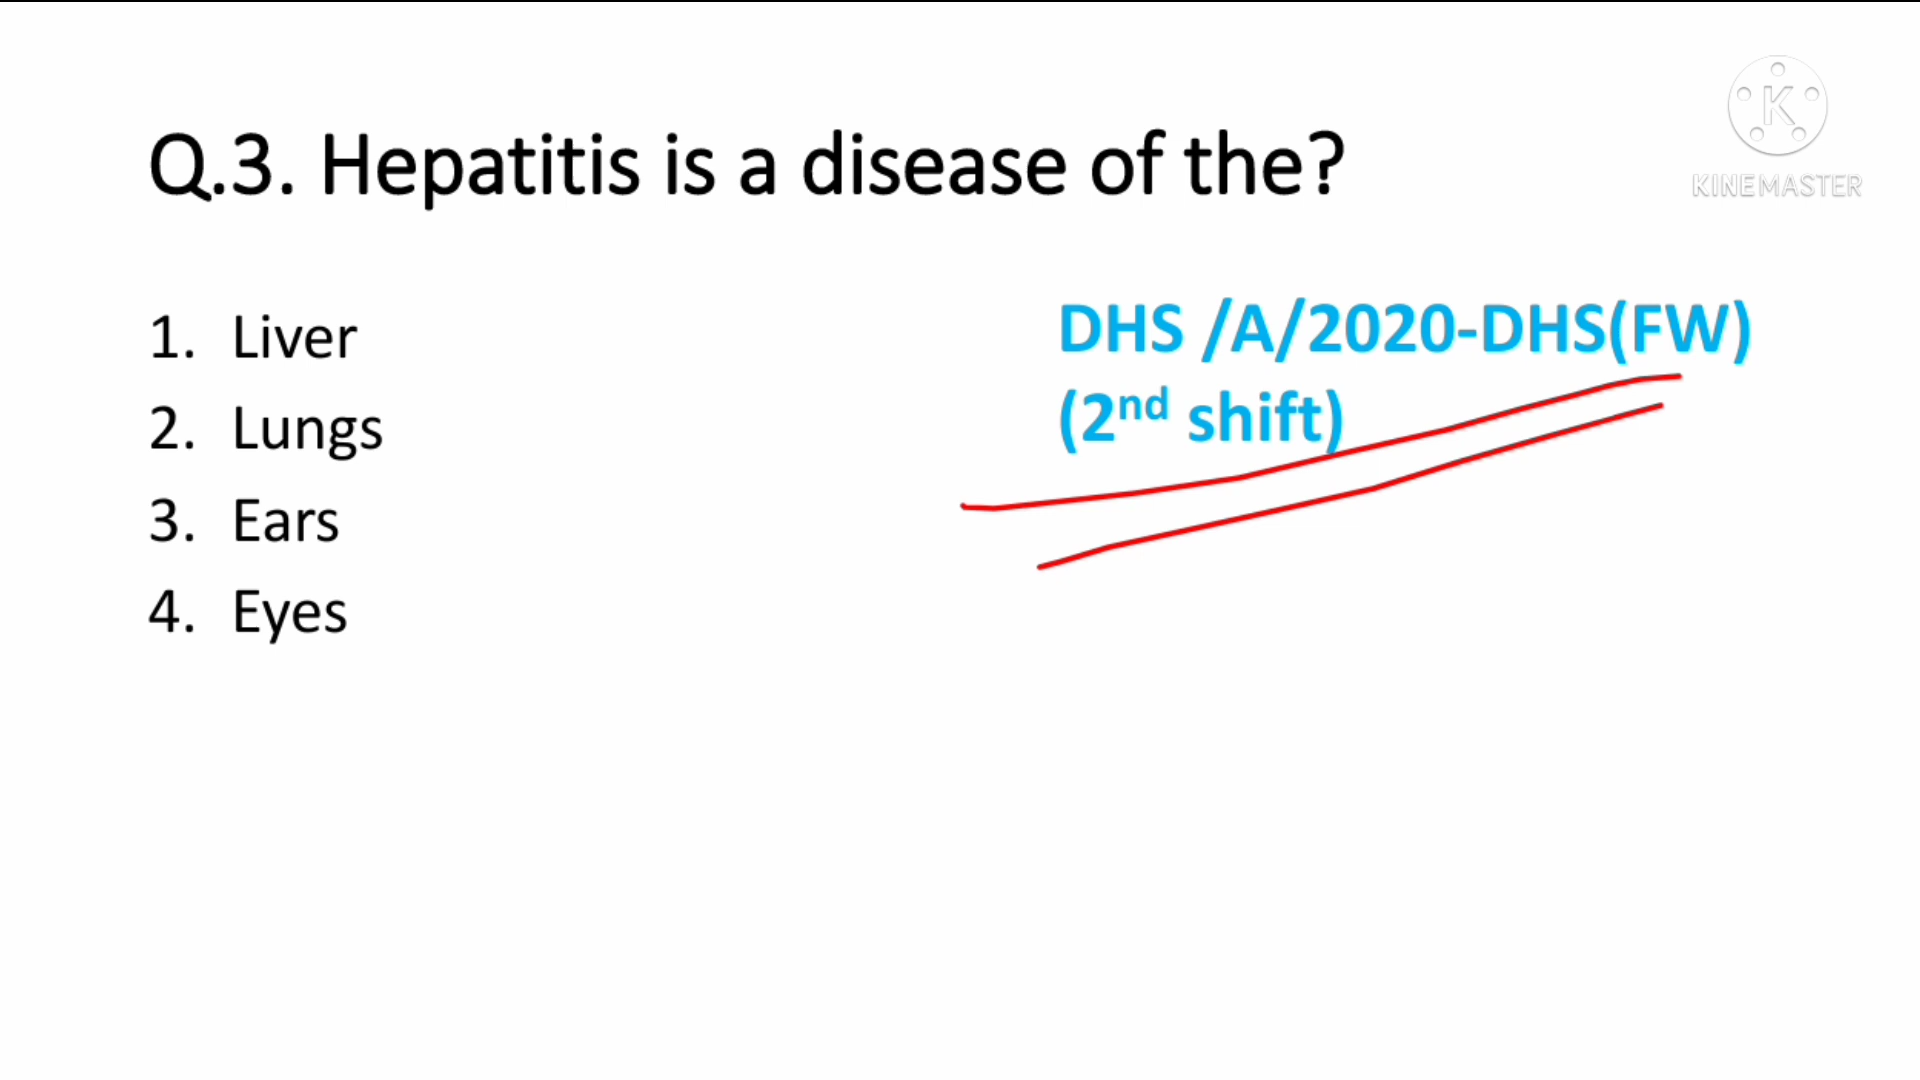 Q.3. Hepatitis is a disease of the?
1. Liver
2. Lungs
3. Ears
4. Eyes
DHS /A/2020-DHS(FW)
(2nd shift)
K
KINEMASTER